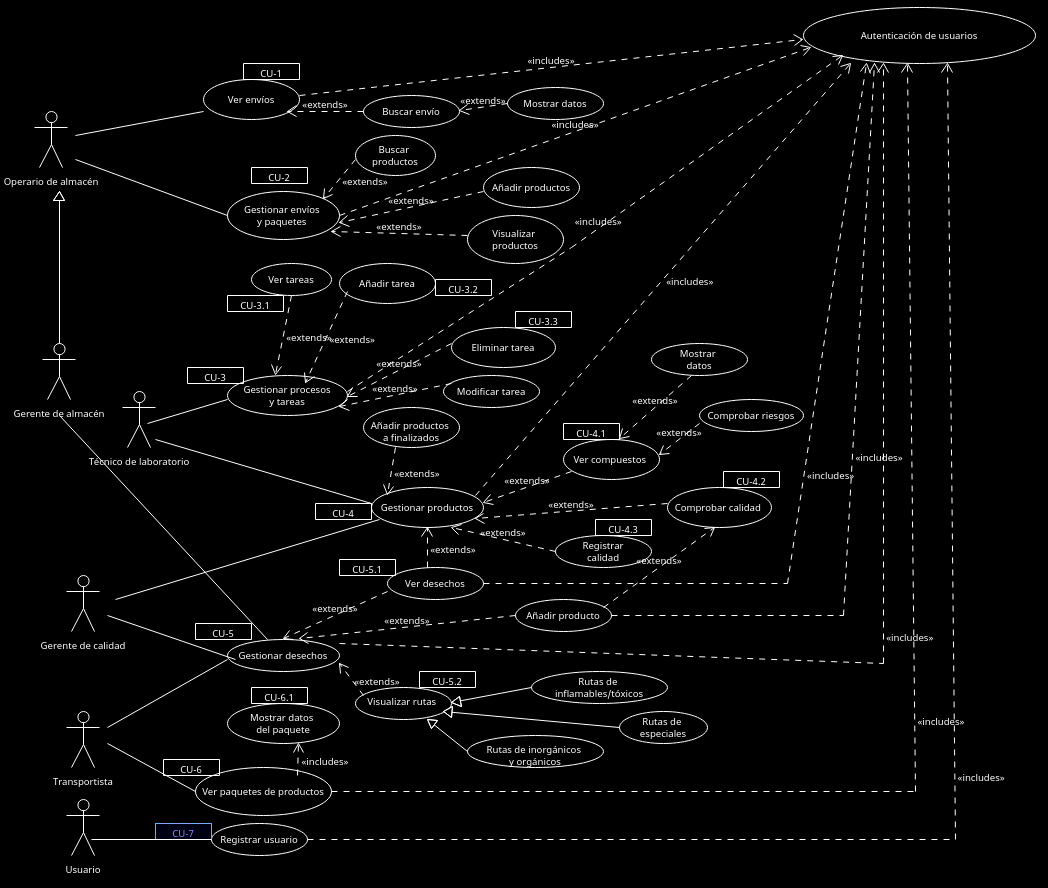 Autenticación de usuarios
«includes»
CU-1
Ver envíos
«extends»
Buscar envío
«extends»
Mostrar datos
«includes»
Operario de almacén
Buscar
productos
CU-2
«extends»
Añadir productos
«extends»
Gestionar envíos
y paquetes
«extends»
Visualizar
productos
«includes»
Ver tareas
Añadir tarea
CU-3.2
«includes»
CU-3.1
CU-3.3
«extends»
«extends»
Eliminar tarea
«extends»
Mostrar
datos
CU-3
Gestionar procesos
y tareas
«extends»
Modificar tarea
Gerente de almacén
«extends»
Comprobar riesgos
Añadir productos
a finalizados
CU-4.1
«extends»
Técnico de laboratorio
Ver compuestos
«includes»
«includes»
«extends»
«extends»
CU-4.2
Gestionar productos
«extends»
Comprobar calidad
CU-4
CU-4.3
«extends»
«extends»
Registrar
calidad
«extends»
CU-5.1
Ver desechos
«extends»
Añadir producto
«extends»
CU-5
Gerente de calidad
«includes»
Gestionar desechos
«extends»
CU-5.2
Rutas de
inflamables/tóxicos
CU-6.1
Visualizar rutas
Mostrar datos
del paquete
Rutas de
especiales
«includes»
Rutas de inorgánicos
y orgánicos
«includes»
CU-6
Transportista
Ver paquetes de productos
«includes»
CU-7
Registrar usuario
Usuario